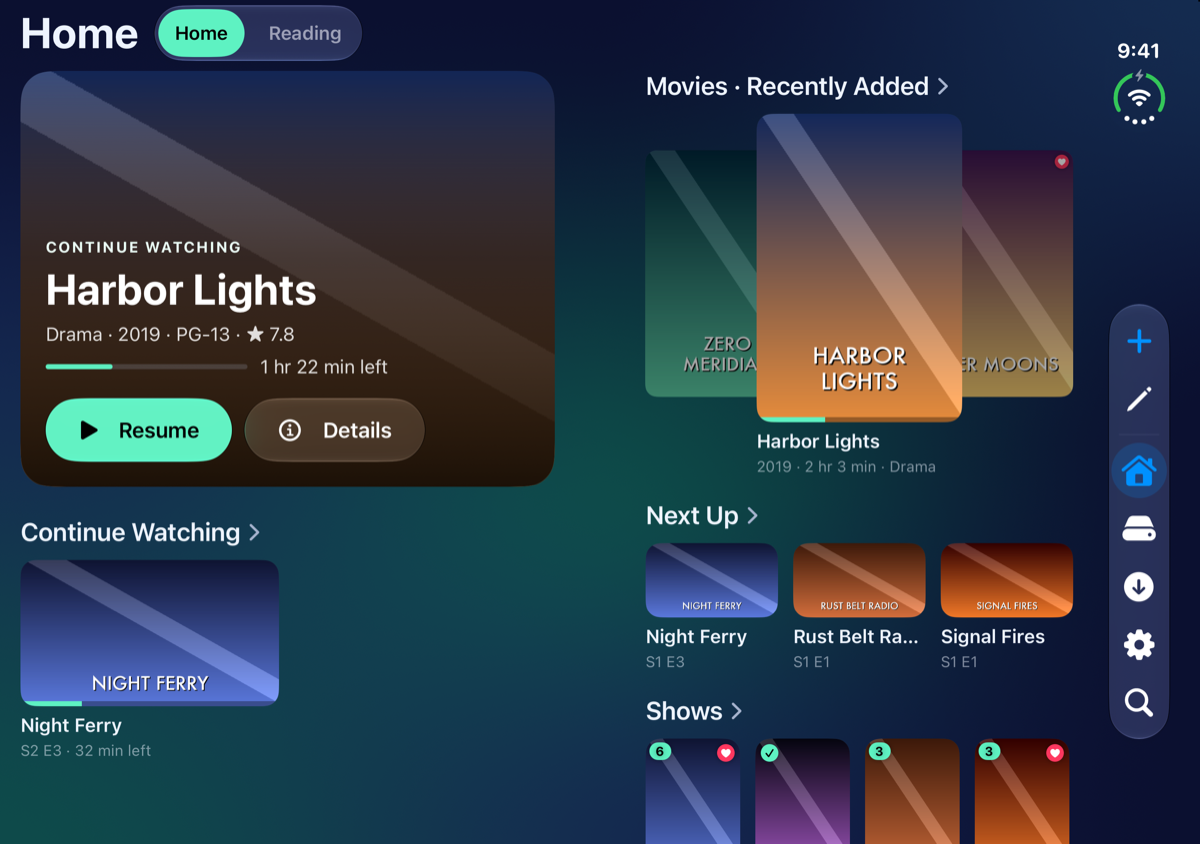 Home
Home
Reading
9:41
CONTINUE WATCHING
Harbor Lights
Drama · 2019 · PG-13 · ★ 7.8
1 hr 22 min left
Resume
Details
Continue Watching
NIGHT FERRY
Night Ferry
S2 E3 · 32 min left
Movies · Recently Added
ZERO
MERIDIA
HARBOR
LIGHTS
ER MOONS
Harbor Lights
2019 · 2 hr 3 min · Drama
Next Up
NIGHT FERRY
RUST BELT RADIO
SIGNAL FIRES
Night Ferry
Rust Belt Ra...
Signal Fires
S1 E3
S1 E1
S1 E1
Shows
6
3
3